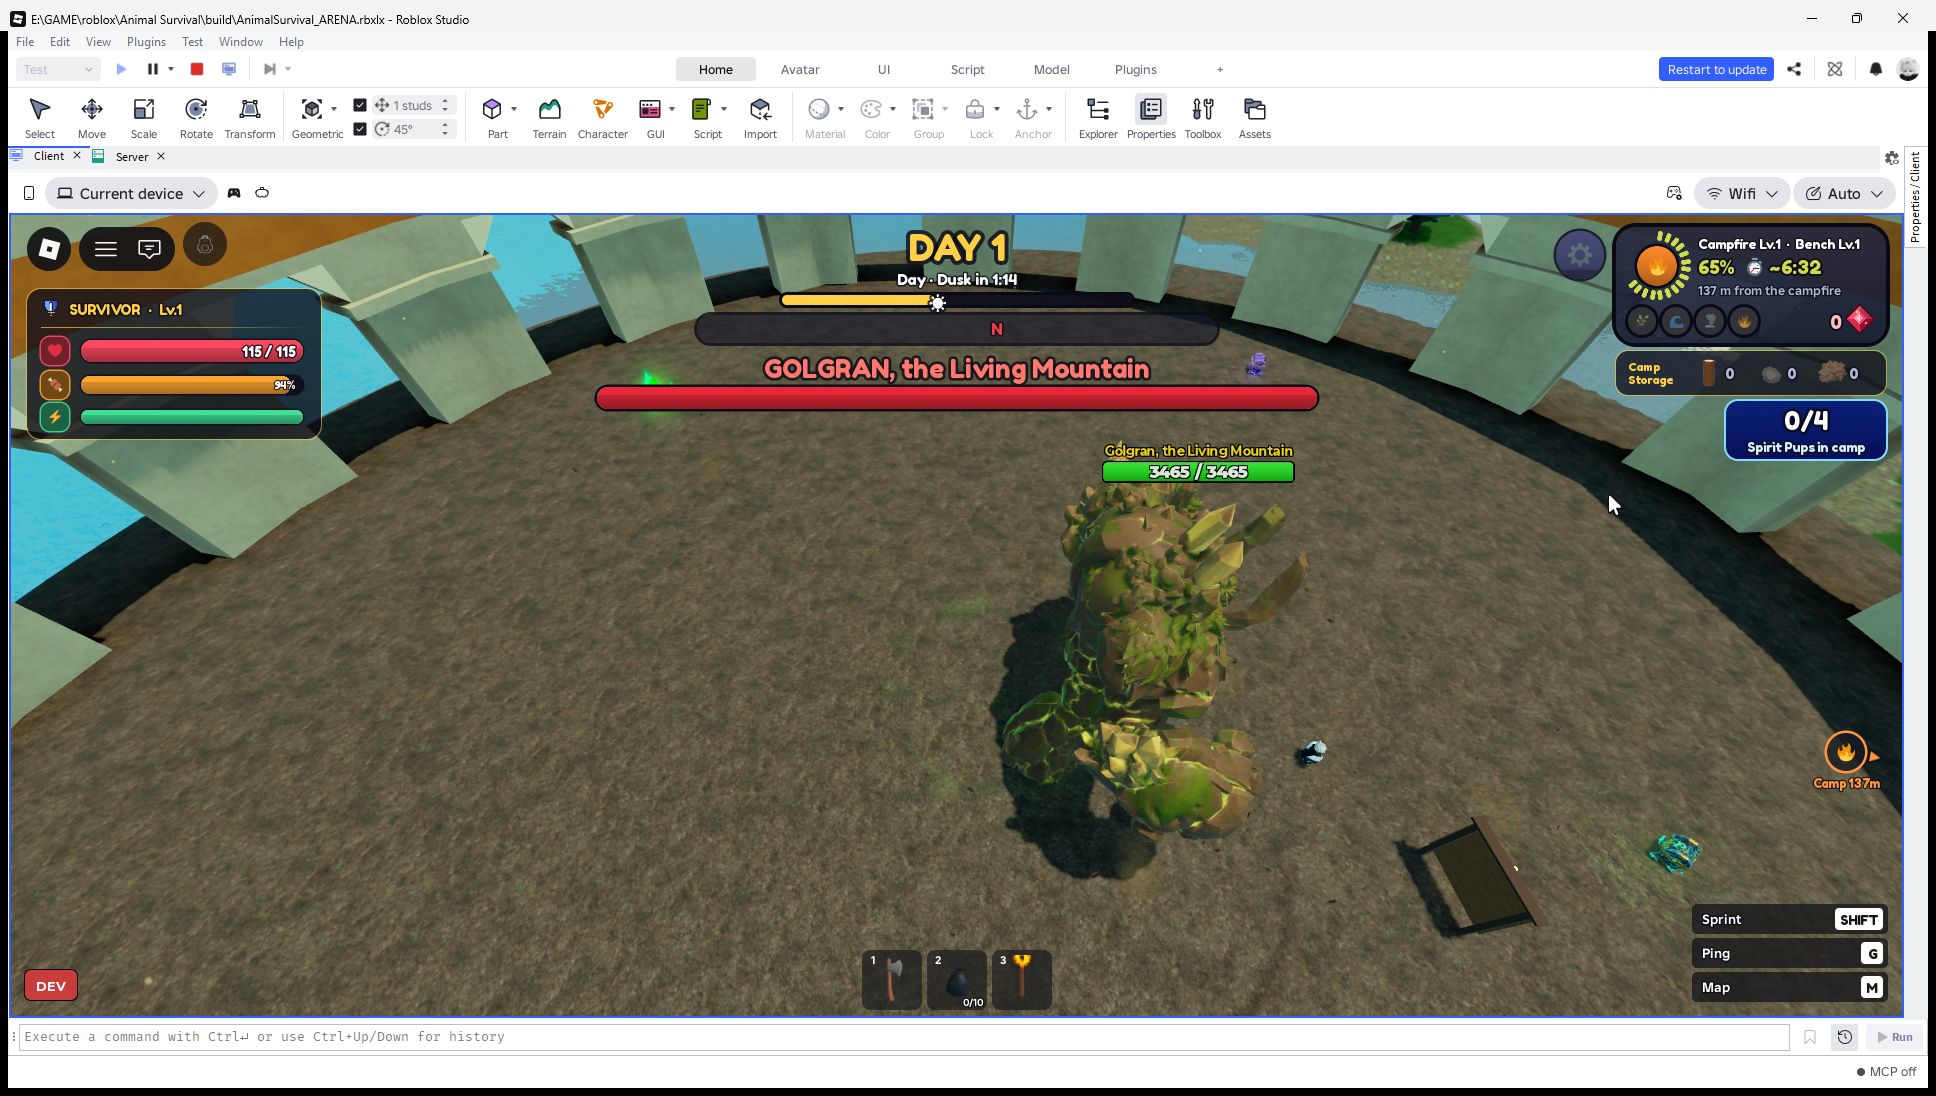 E:\GAME\roblox\Animal Survival\build\AnimalSurvival_ARENA.rbxlx - Roblox Studio
File Edit View Plugins Test Window Help
Test
Home Avatar UI Script Model Plugins +
Restart to update
Select Move Scale Rotate Transform Geometric
1 studs
45°
Part Terrain Character GUI Script Import
Material Color Group Lock Anchor
Explorer Properties Toolbox Assets
Client Server
Properties / Client
Current device
Wifi Auto
DAY 1
Day · Dusk in 1:14
N
GOLGRAN, the Living Mountain
SURVIVOR · Lv.1
115 / 115
94%
Campfire Lv.1 · Bench Lv.1
65% ~6:32
137 m from the campfire
0
Camp Storage 0 0 0
0/4
Spirit Pups in camp
Golgran, the Living Mountain
3465 / 3465
Camp 137m
Sprint SHIFT
Ping G
Map M
DEV
1 2 3
0/10
Execute a command with Ctrl↵ or use Ctrl+Up/Down for history
Run
MCP off